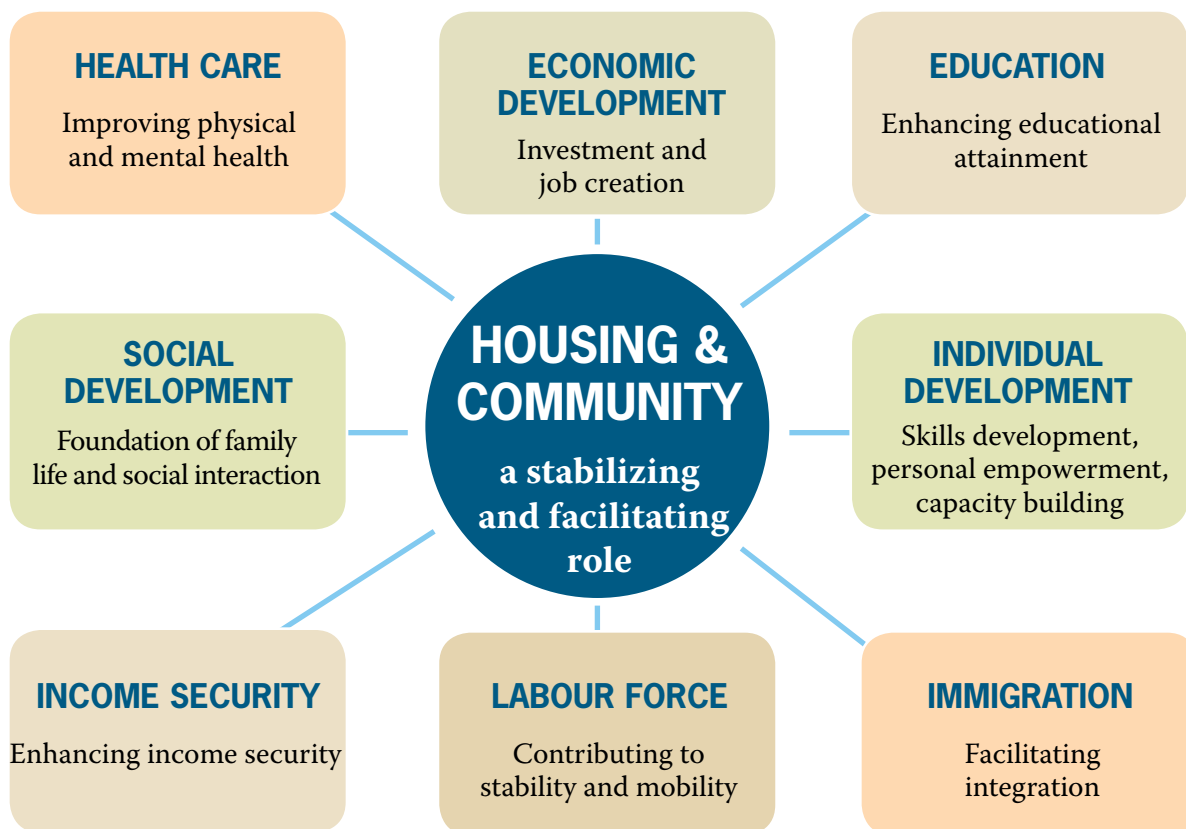 HEALTH CARE
Improving physical
and mental health
ECONOMIC
DEVELOPMENT
Investment and
job creation
EDUCATION
Enhancing educational
attainment
SOCIAL
DEVELOPMENT
Foundation of family
life and social interaction
HOUSING &
COMMUNITY
a stabilizing
and facilitating
role
INDIVIDUAL
DEVELOPMENT
Skills development,
personal empowerment,
capacity building
INCOME SECURITY
Enhancing income security
LABOUR FORCE
Contributing to
stability and mobility
IMMIGRATION
Facilitating
integration